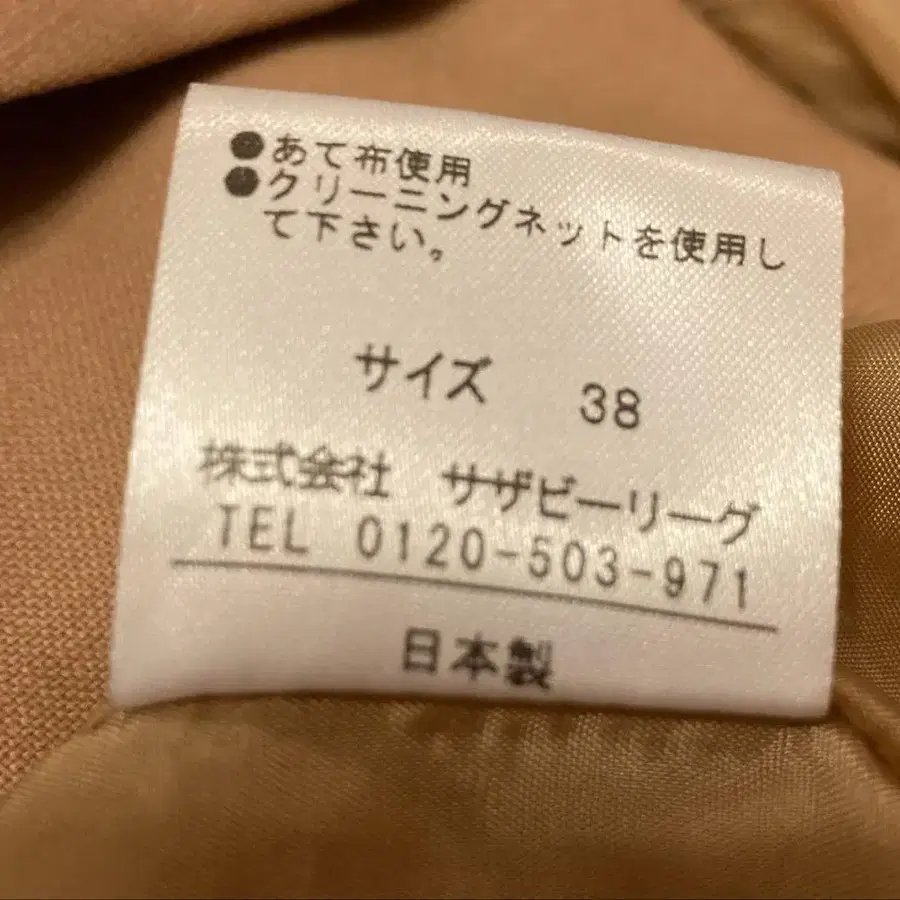 ●あて布使用
●クリーニングネットを使用し
て下さい。
サイズ 38
株式会社 サザビーリーグ
TEL 0120-503-971
日本製